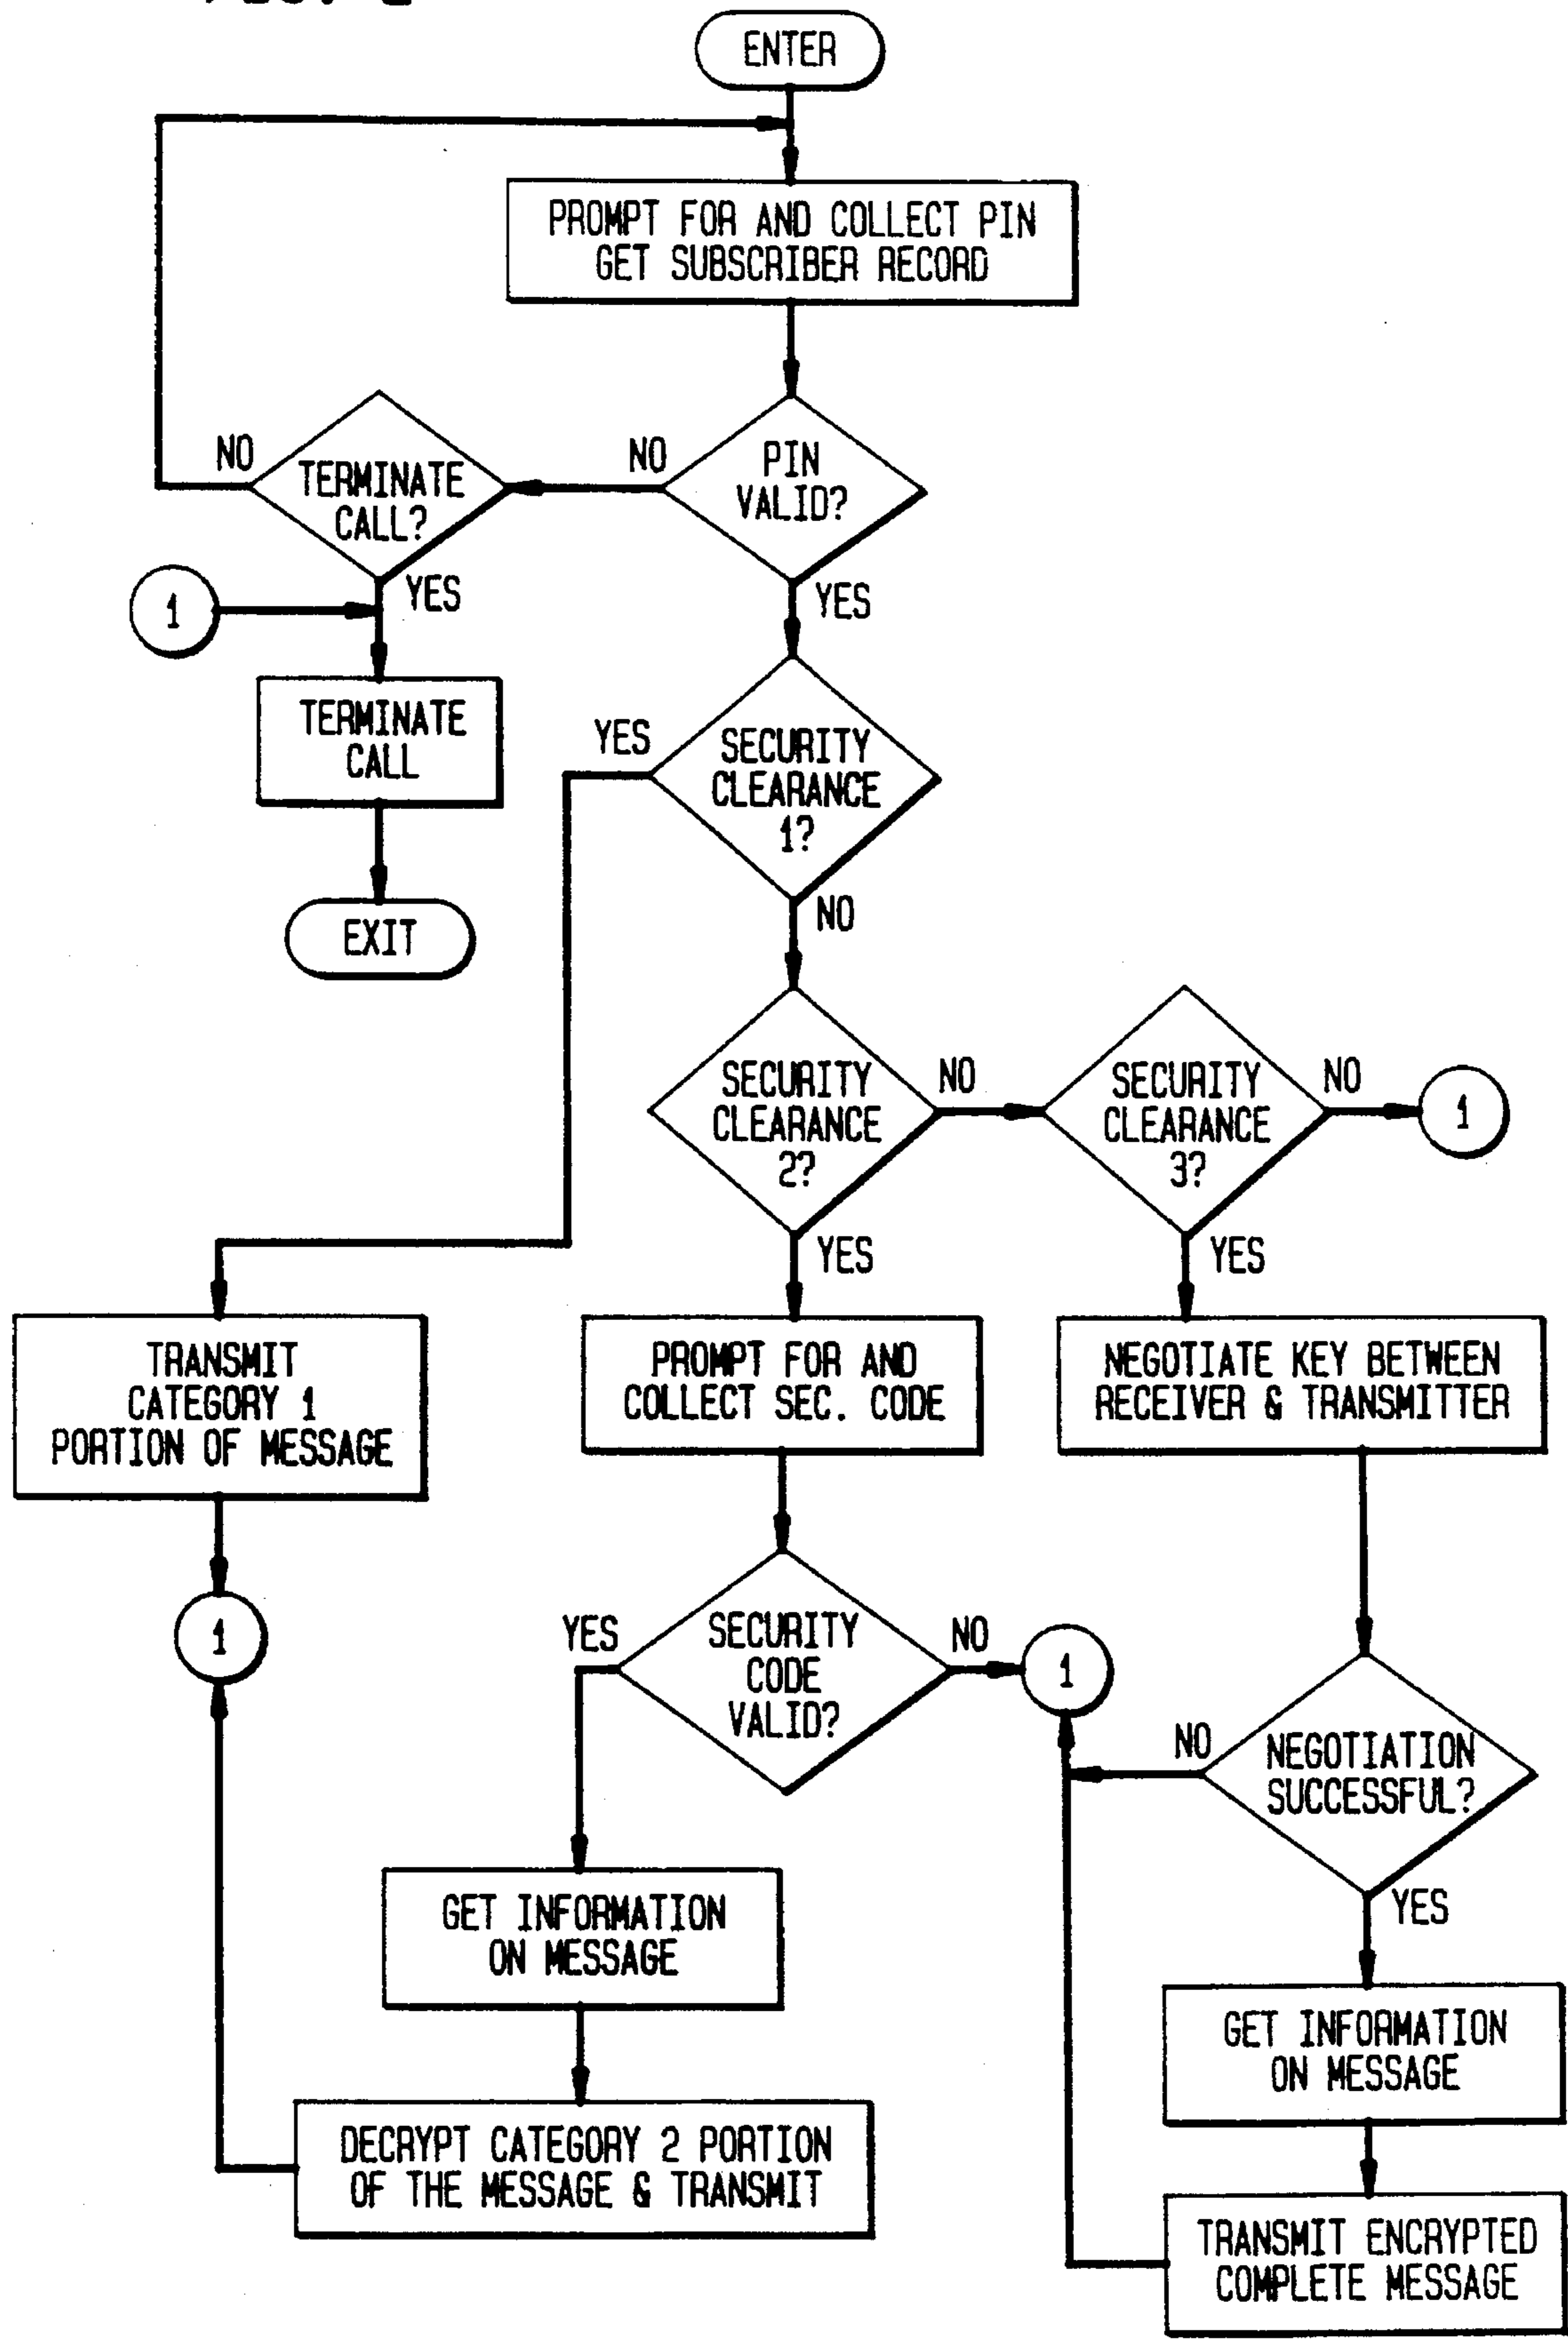 ENTER
PROMPT FOR AND COLLECT PIN
GET SUBSCRIBER RECORD
NO
TERMINATE
CALL?
NO
PIN
VALID?
YES
YES
1
TERMINATE
CALL
YES
SECURITY
CLEARANCE
1?
EXIT
NO
SECURITY
CLEARANCE
2?
NO
SECURITY
CLEARANCE
3?
NO
1
YES
YES
TRANSMIT
CATEGORY 1
PORTION OF MESSAGE
PROMPT FOR AND
COLLECT SEC. CODE
NEGOTIATE KEY BETWEEN
RECEIVER & TRANSMITTER
1
YES
SECURITY
CODE
VALID?
NO
1
NO
NEGOTIATION
SUCCESSFUL?
YES
GET INFORMATION
ON MESSAGE
GET INFORMATION
ON MESSAGE
DECRYPT CATEGORY 2 PORTION
OF THE MESSAGE & TRANSMIT
TRANSMIT ENCRYPTED
COMPLETE MESSAGE